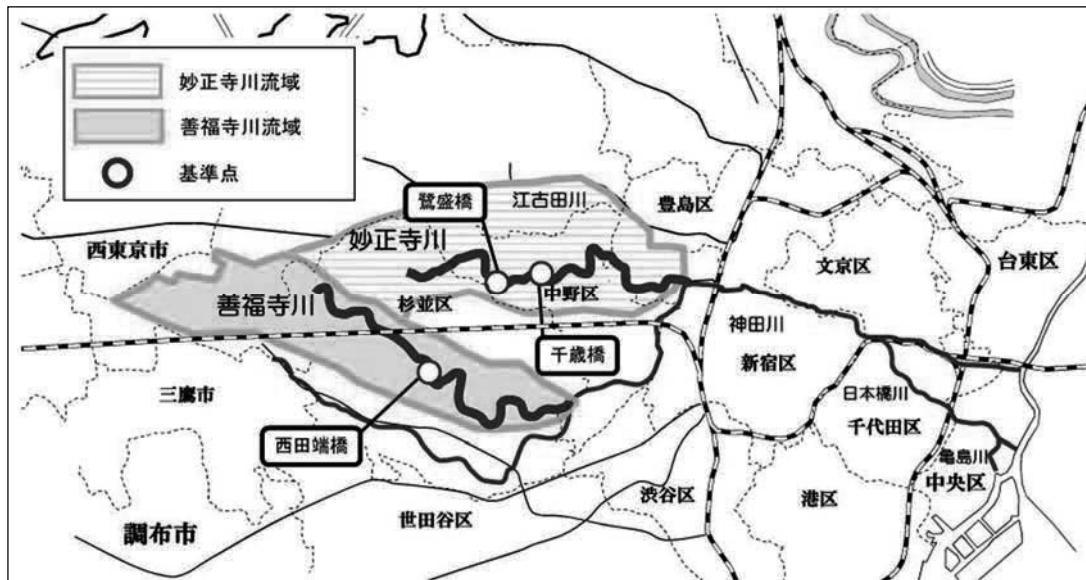 妙正寺川流域
善福寺川流域
基準点
鷺盛橋
江古田川
豊島区
西東京市
妙正寺川
文京区
台東区
善福寺川
杉並区
中野区
神田川
新宿区
千歳橋
三鷹市
日本橋川
千代田区
西田端橋
亀島川
中央区
渋谷区
港区
世田谷区
調布市